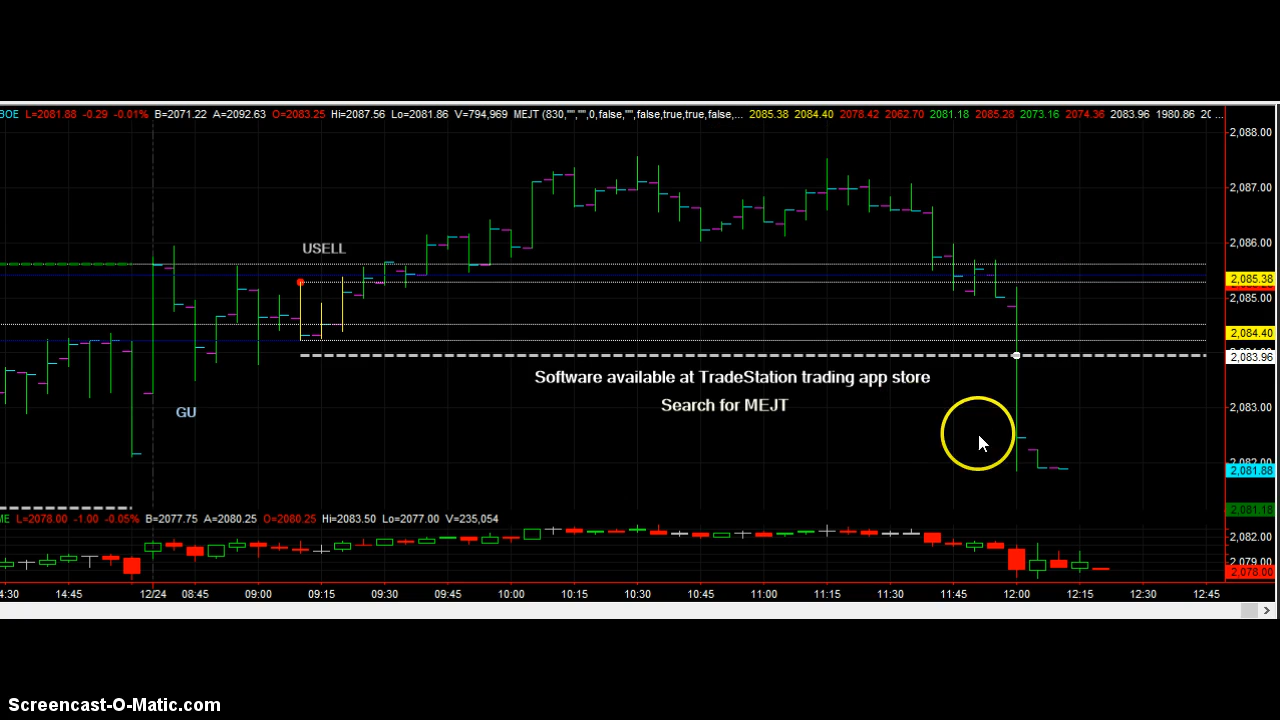 BOE L=2081.88 -0.29 -0.01% B=2071.22 A=2092.63 O=2083.25 Hi=2087.56 Lo=2081.86 V=794,969 MEJT (830,"","",0,false,"",false,true,true,false,... 2085.38 2084.40 2078.42 2062.70 2081.18 2085.28 2073.16 2074.36 2083.96 1980.86 20 ...
2,088.00
2,087.00
USELL
2,086.00
2,085.38
2,085.00
2,084.40
2,083.96
Software available at TradeStation trading app store
Search for MEJT
GU
2,083.00
2,082.00
2,081.88
2,081.18
ME L=2078.00 -1.00 -0.05% B=2077.75 A=2080.25 O=2080.25 Hi=2083.50 Lo=2077.00 V=235,054
2,082.00
2,079.00
2,078.00
4:30 14:45 12/24 08:45 09:00 09:15 09:30 09:45 10:00 10:15 10:30 10:45 11:00 11:15 11:30 11:45 12:00 12:15 12:30 12:45
Screencast-O-Matic.com